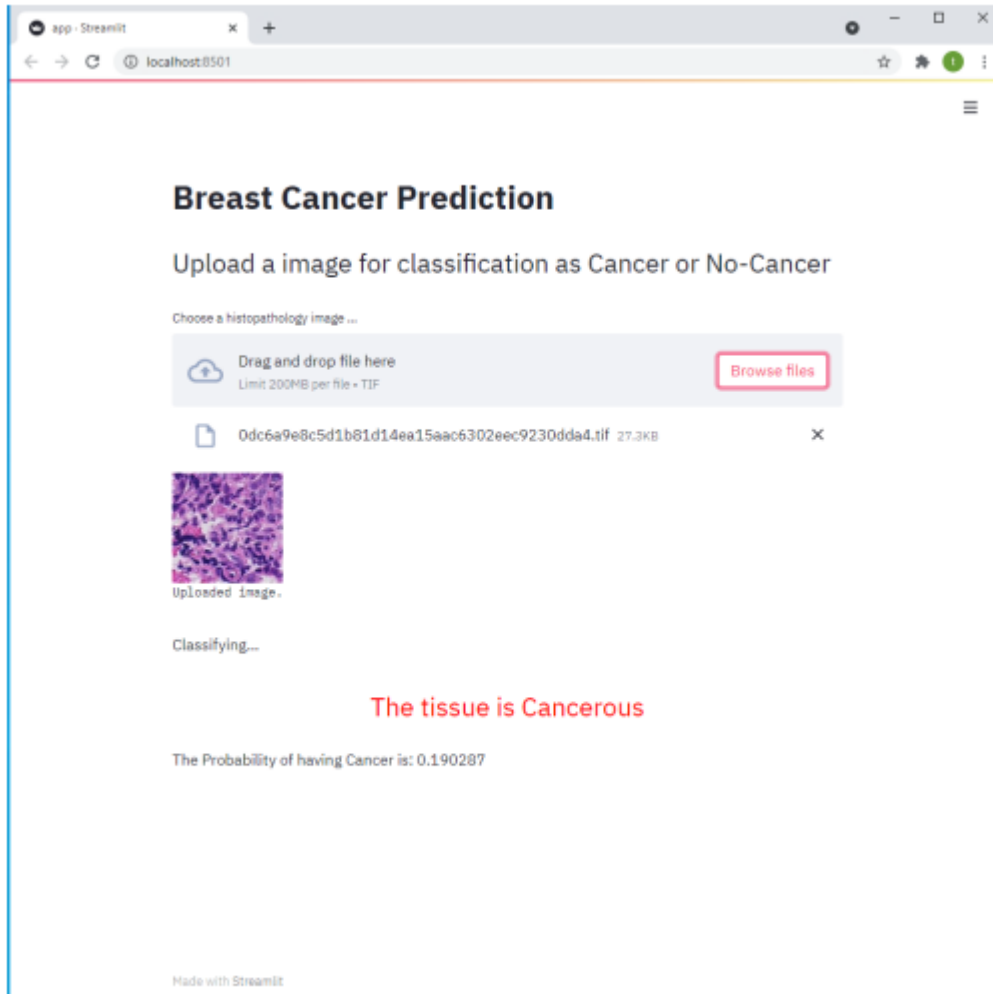 app · Streamlit
localhost:8501
Breast Cancer Prediction
Upload a image for classification as Cancer or No-Cancer
Choose a histopathology image ...
Drag and drop file here
Browse files
Limit 200MB per file • TIF
0dc6a9e8c5d1b81d14ea15aac6302eec9230dda4.tif 27.3KB
Uploaded image.
Classifying...
The tissue is Cancerous
The Probability of having Cancer is: 0.190287
Made with Streamlit